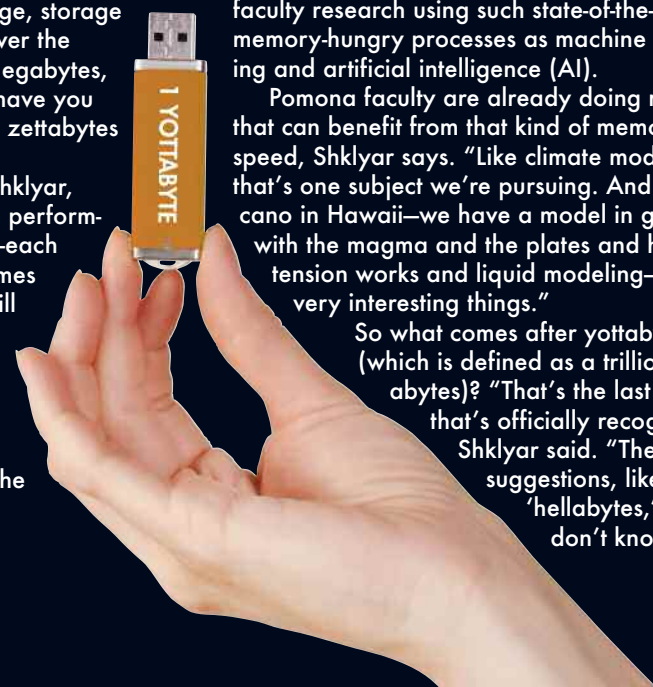 ge, storage
ver the
egabytes,
have you
zettabytes
hklyar,
perform-
each
mes
ill
he
1 YOTTABYTE
faculty research using such state-of-the-
memory-hungry processes as machine
ing and artificial intelligence (AI).
Pomona faculty are already doing
that can benefit from that kind of memo
speed, Shklyar says. “Like climate mod
that’s one subject we’re pursuing. And
cano in Hawaii—we have a model in g
with the magma and the plates and h
tension works and liquid modeling—
very interesting things.”
So what comes after yottab
(which is defined as a trillio
abytes)? “That’s the last
that’s officially recog
Shklyar said. “The
suggestions, like
‘hellabytes,’
don’t kno